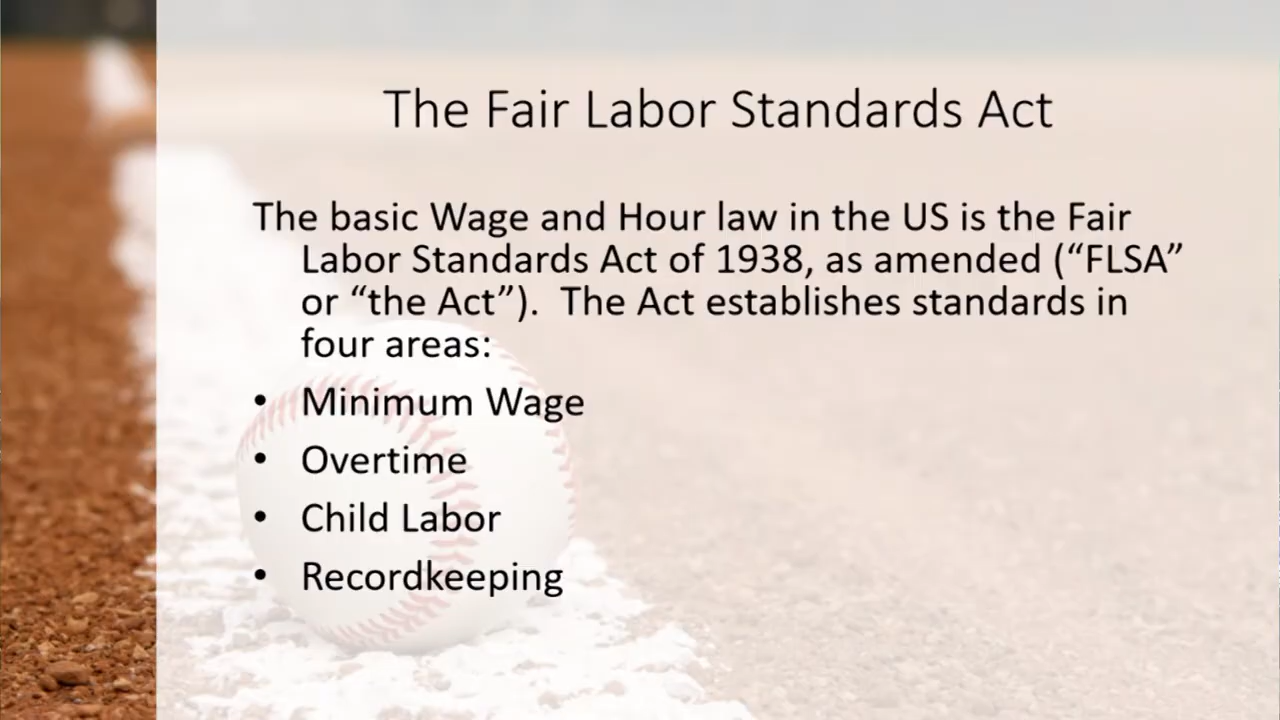 The Fair Labor Standards Act
The basic Wage and Hour law in the US is the Fair
Labor Standards Act of 1938, as amended (“FLSA”
or “the Act”).  The Act establishes standards in
four areas:
• Minimum Wage
• Overtime
• Child Labor
• Recordkeeping